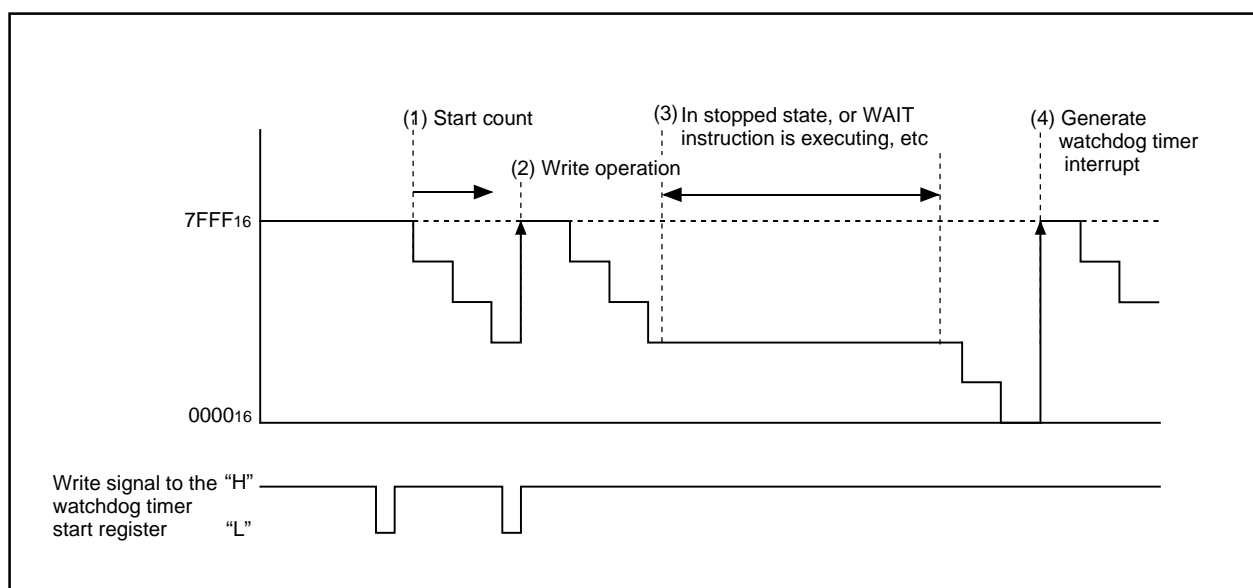 (1) Start count
(2) Write operation
(3) In stopped state, or WAIT
instruction is executing, etc
(4) Generate
watchdog timer
interrupt
7FFF16
000016
Write signal to the “H”
watchdog timer
start register “L”